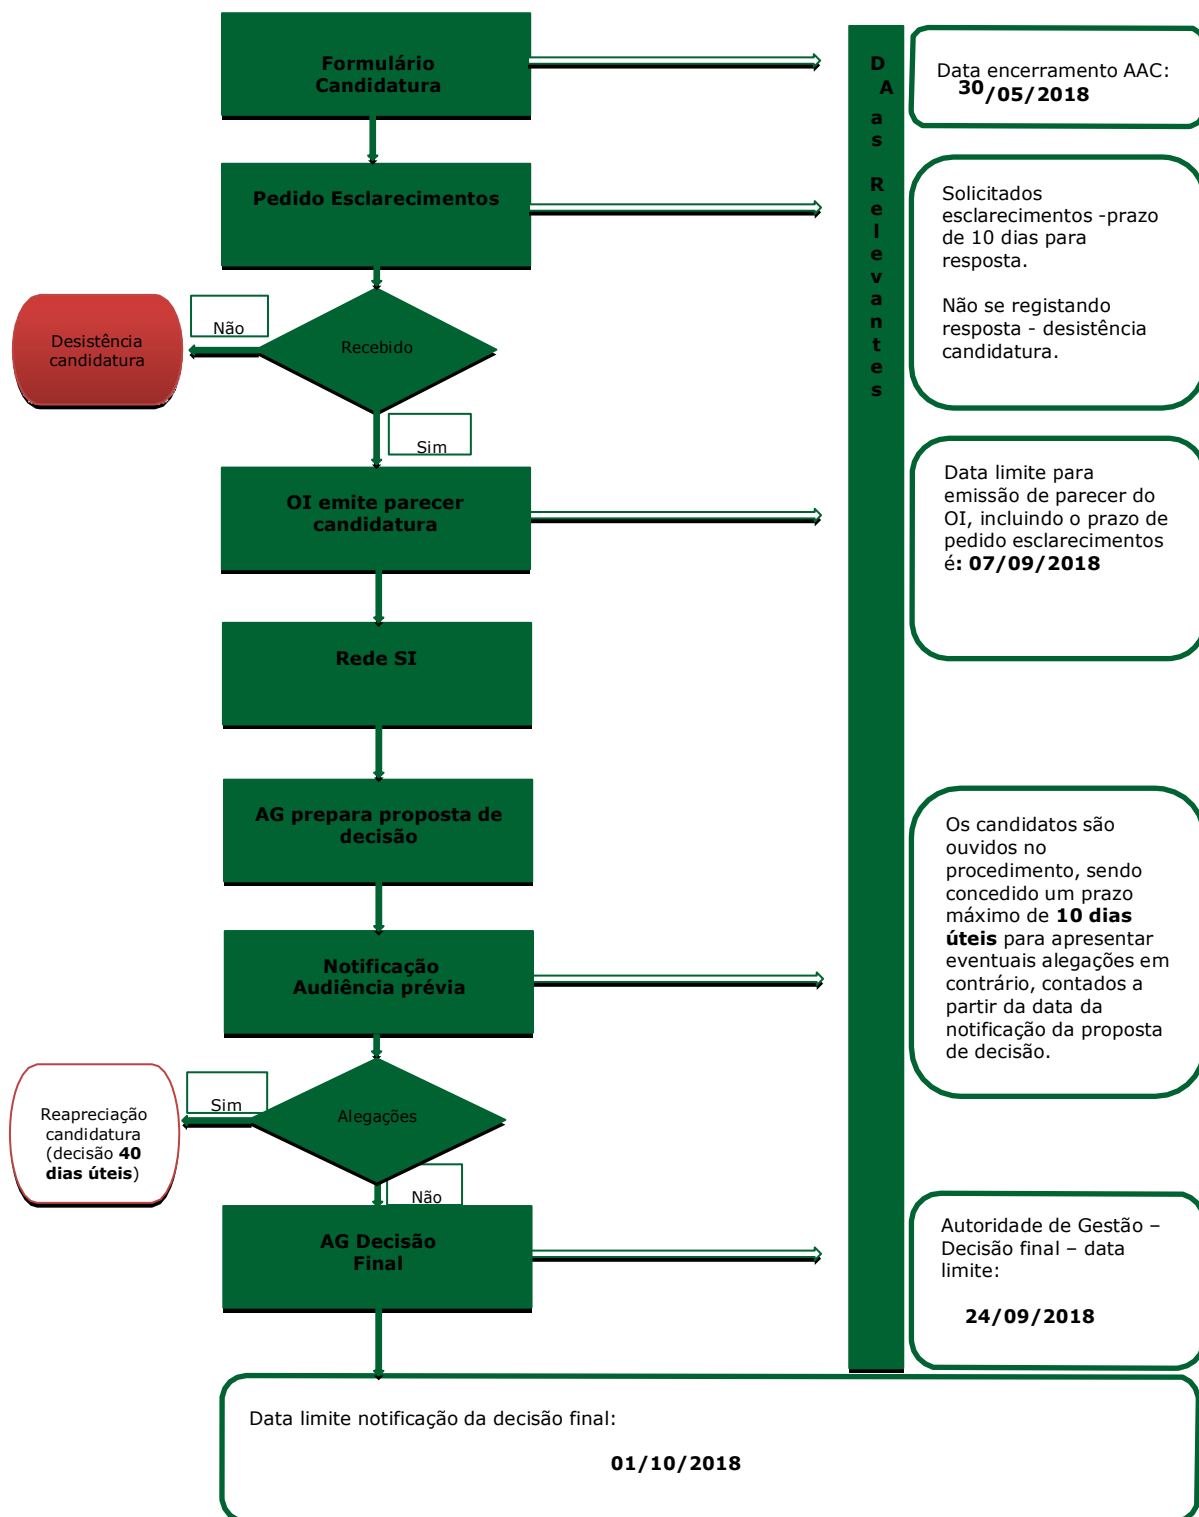 Formulário
Candidatura
Data encerramento AAC:
30/05/2018
Pedido Esclarecimentos
Solicitados
esclarecimentos -prazo
de 10 dias para
resposta.
Não se registando
resposta - desistência
candidatura.
Não
Desistência
candidatura
Recebido
Sim
OI emite parecer
candidatura
Data limite para
emissão de parecer do
OI, incluindo o prazo de
pedido esclarecimentos
é: 07/09/2018
Rede SI
AG prepara proposta de
decisão
Os candidatos são
ouvidos no
procedimento, sendo
concedido um prazo
máximo de 10 dias
úteis para apresentar
eventuais alegações em
contrário, contados a
partir da data da
notificação da proposta
de decisão.
Notificação
Audiência prévia
Sim
Reapreciação
candidatura
(decisão 40
dias úteis)
Alegações
Não
AG Decisão
Final
Autoridade de Gestão –
Decisão final – data
limite:
24/09/2018
D
A
a
s
R
e
l
e
v
a
n
t
e
s
Data limite notificação da decisão final:
01/10/2018